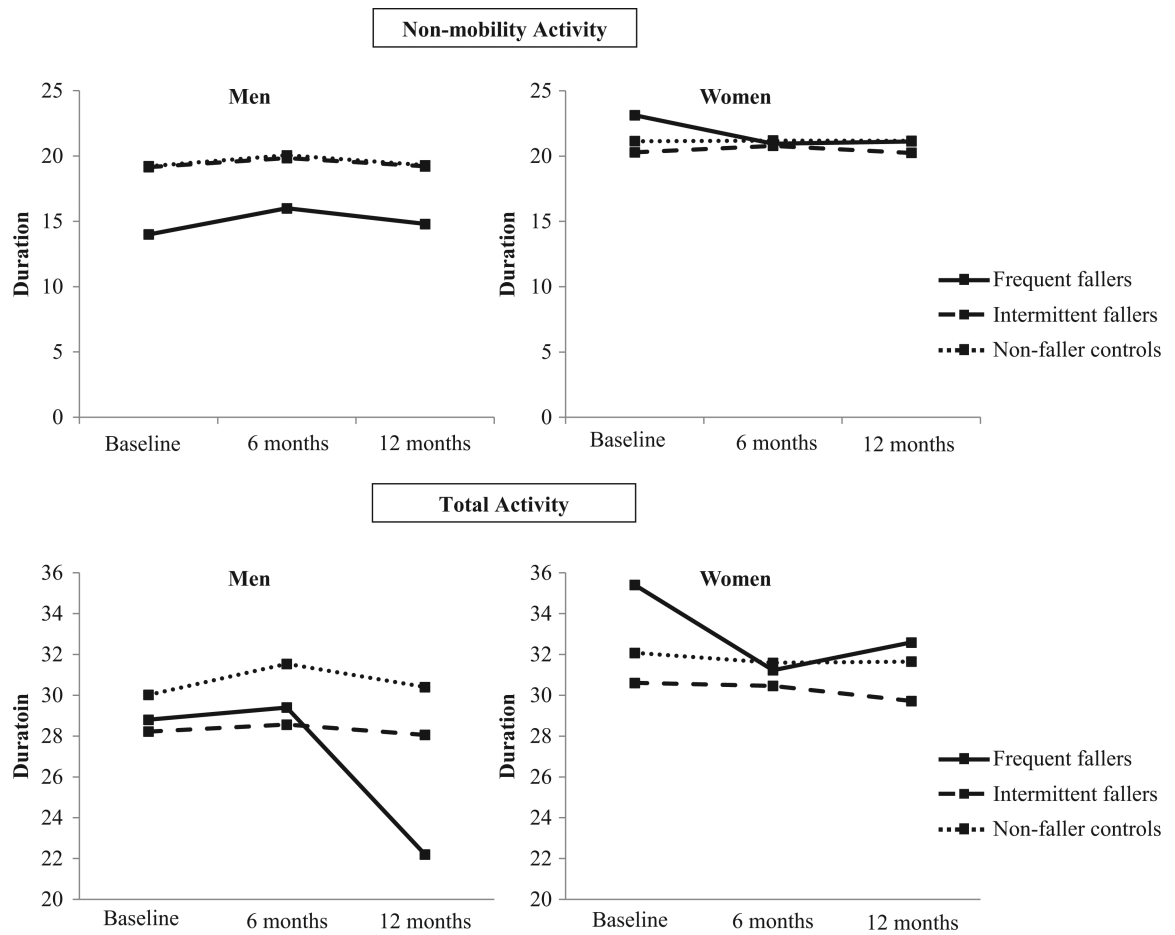 Non-mobility Activity
Men
25
20
15
10
5
0
Duration
Baseline
6 months
12 months
Women
25
20
15
10
5
0
Duration
Baseline
6 months
12 months
Frequent fallers
Intermittent fallers
Non-faller controls
Total Activity
Men
36
34
32
30
28
26
24
22
20
Duratoin
Baseline
6 months
12 months
Women
36
34
32
30
28
26
24
22
20
Duration
Baseline
6 months
12 months
Frequent fallers
Intermittent fallers
Non-faller controls